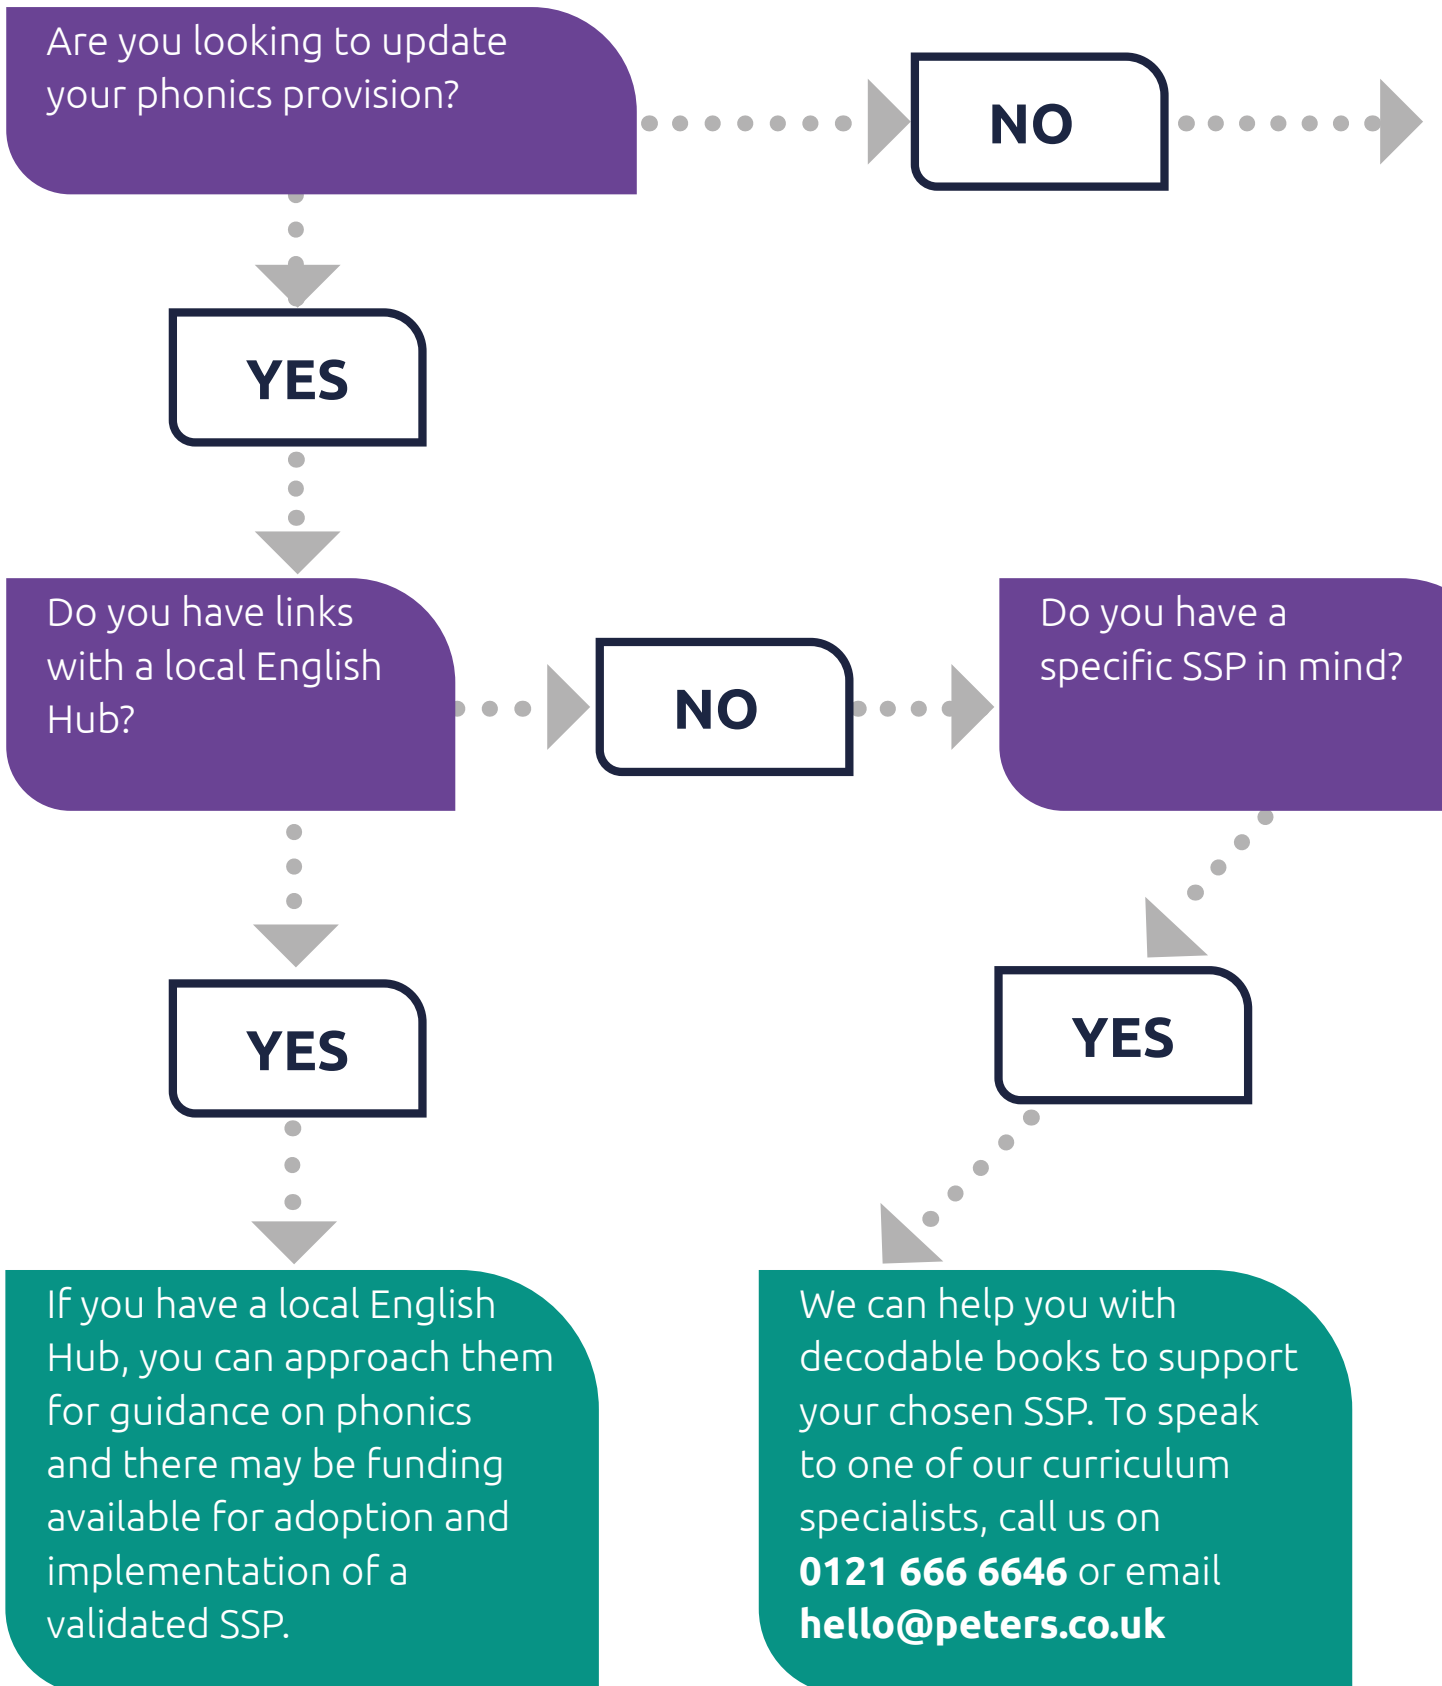 Are you looking to update
your phonics provision?
NO
YES
Do you have links
with a local English
Hub?
NO
Do you have a
specific SSP in mind?
YES
YES
If you have a local English
Hub, you can approach them
for guidance on phonics
and there may be funding
available for adoption and
implementation of a
validated SSP.
We can help you with
decodable books to support
your chosen SSP. To speak
to one of our curriculum
specialists, call us on
0121 666 6646 or email
hello@peters.co.uk